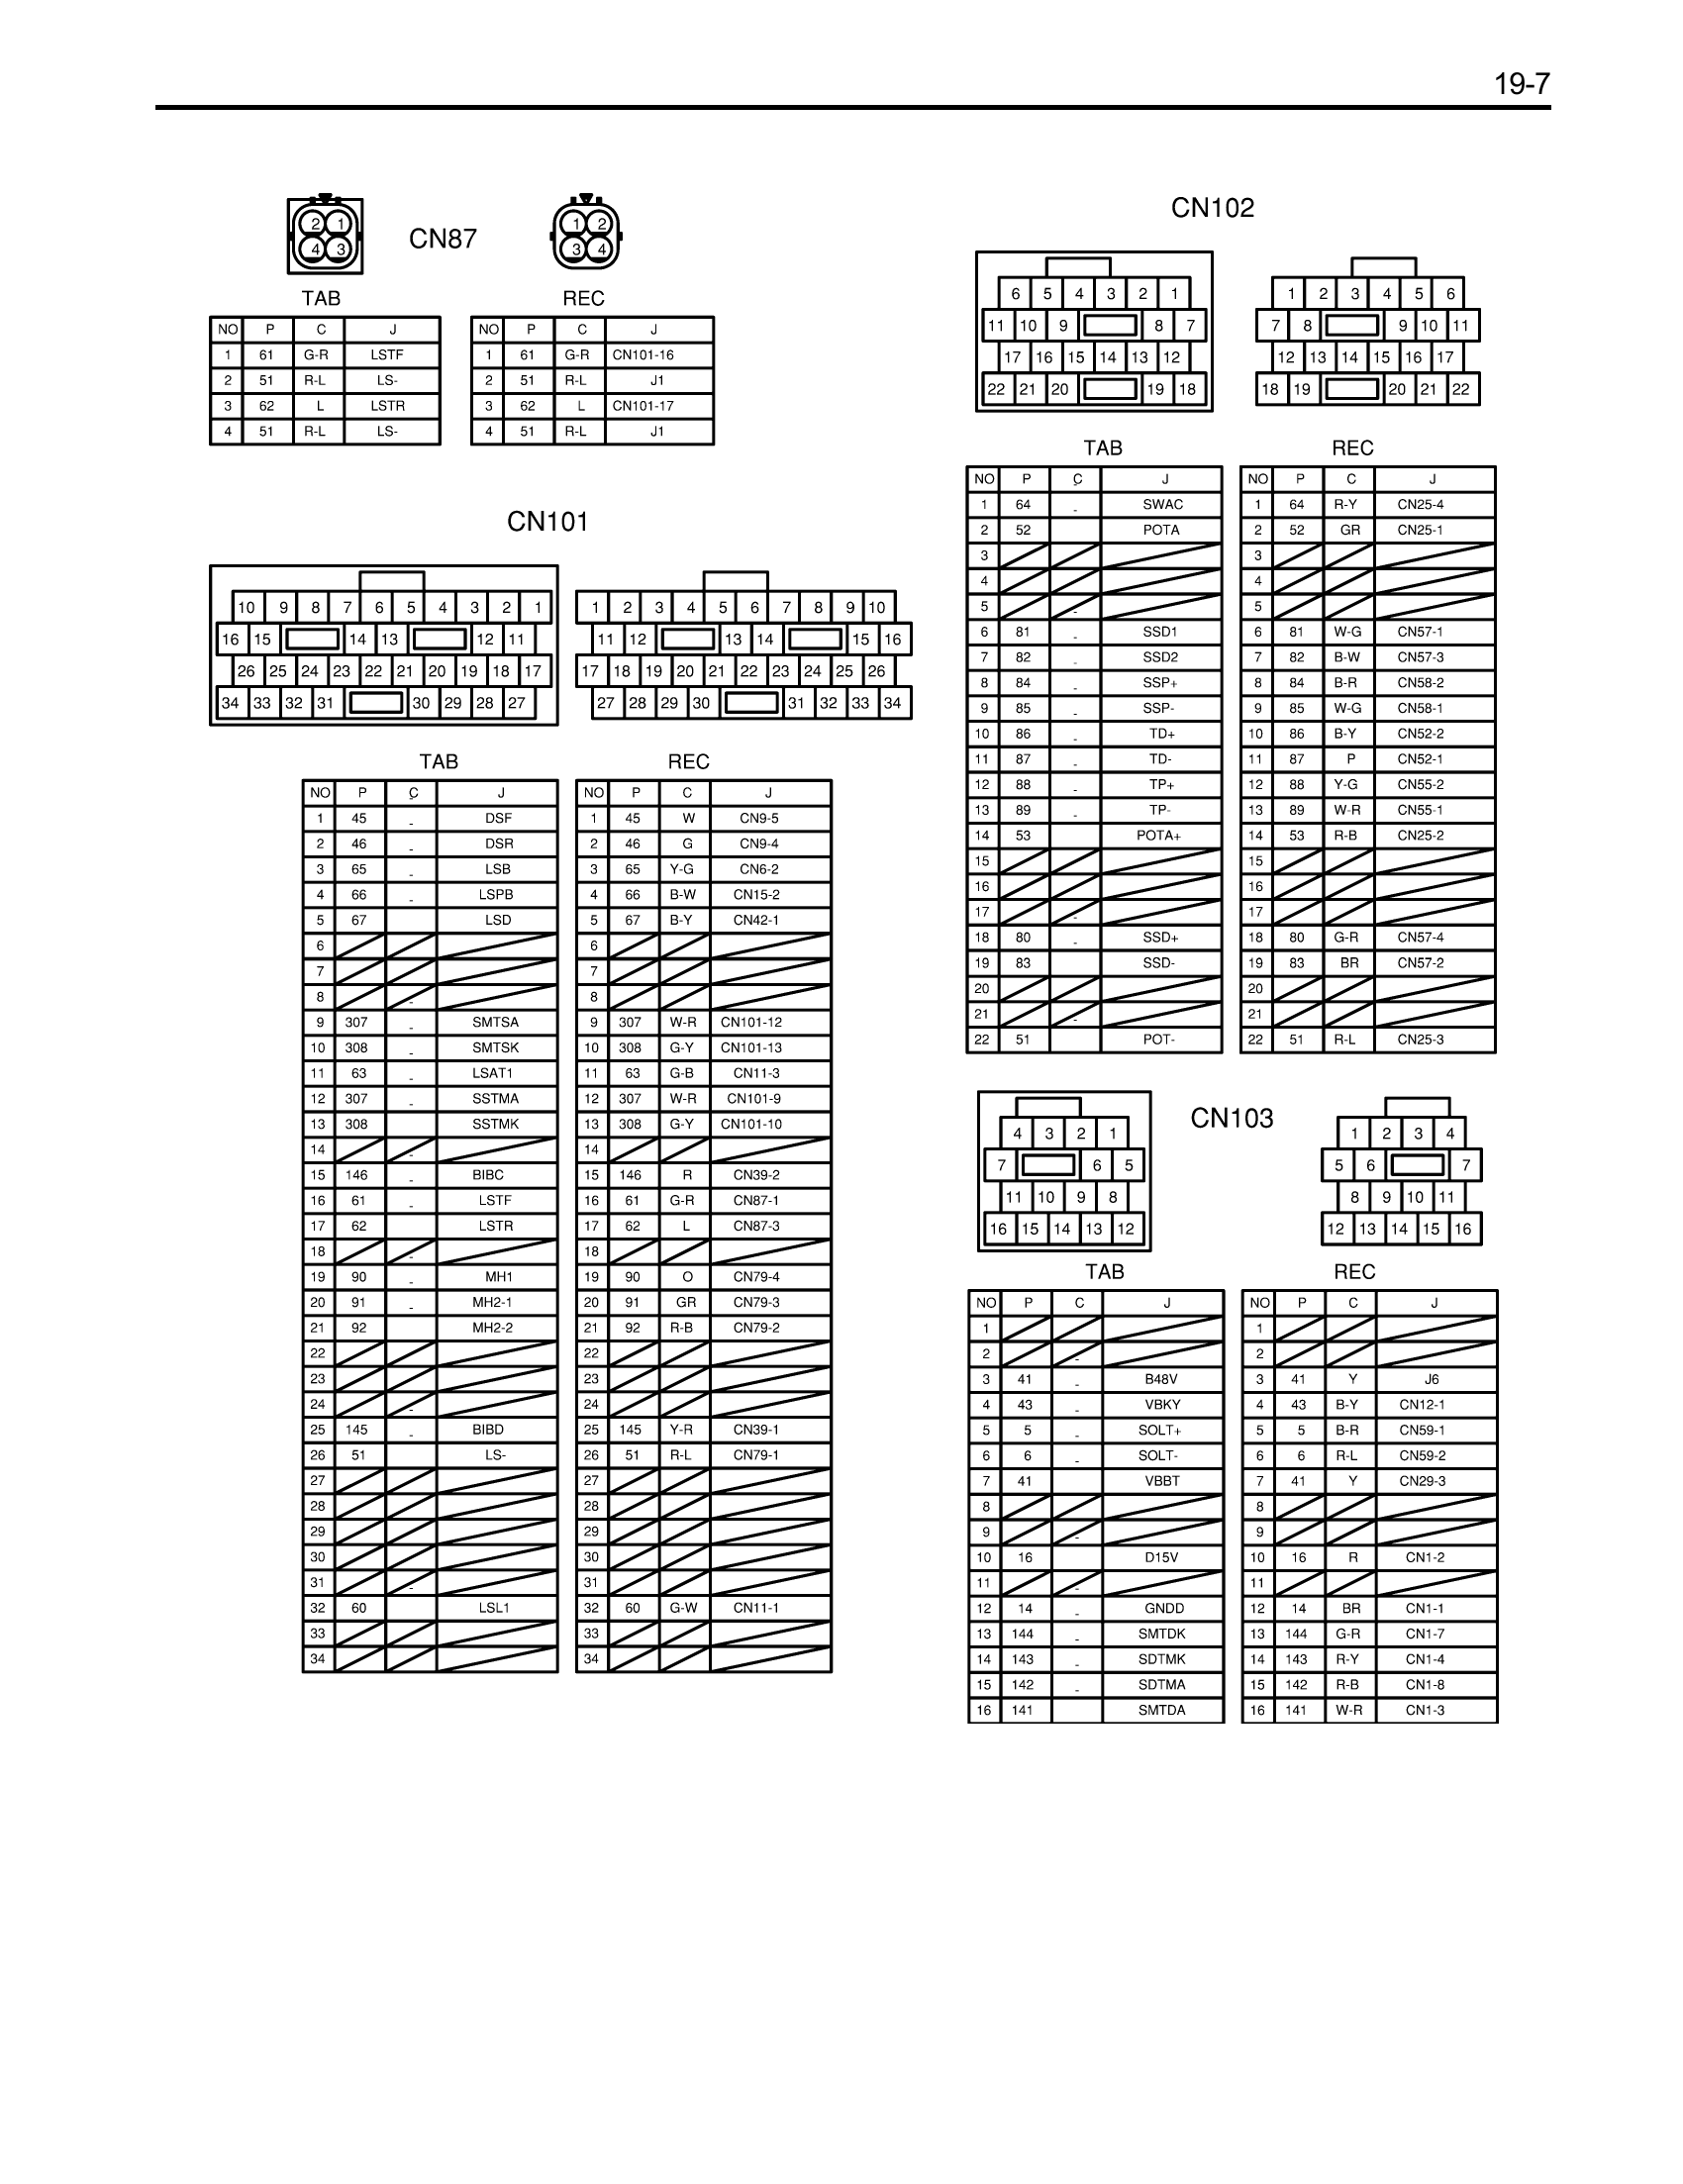 19-7
CN87
2 1
4 3
1 2
3 4
TAB
NO P C J
1 61 G-R LSTF
2 51 R-L LS-
3 62 L LSTR
4 51 R-L LS-
REC
NO P C J
1 61 G-R CN101-16
2 51 R-L J1
3 62 L CN101-17
4 51 R-L J1
CN101
10 9 8 7 6 5 4 3 2 1
16 15 14 13 12 11
26 25 24 23 22 21 20 19 18 17
34 33 32 31 30 29 28 27
1 2 3 4 5 6 7 8 9 10
11 12 13 14 15 16
17 18 19 20 21 22 23 24 25 26
27 28 29 30 31 32 33 34
TAB
NO P C J
1 45 - DSF
2 46 - DSR
3 65 - LSB
4 66 - LSPB
5 67 LSD
6
7
8 -
9 307 - SMTSA
10 308 - SMTSK
11 63 - LSAT1
12 307 - SSTMA
13 308 SSTMK
14 -
15 146 - BIBC
16 61 - LSTF
17 62 LSTR
18 -
19 90 - MH1
20 91 - MH2-1
21 92 MH2-2
22
23
24 -
25 145 - BIBD
26 51 LS-
27
28
29
30
31 -
32 60 LSL1
33
34
REC
NO P C J
1 45 W CN9-5
2 46 G CN9-4
3 65 Y-G CN6-2
4 66 B-W CN15-2
5 67 B-Y CN42-1
6
7
8
9 307 W-R CN101-12
10 308 G-Y CN101-13
11 63 G-B CN11-3
12 307 W-R CN101-9
13 308 G-Y CN101-10
14
15 146 R CN39-2
16 61 G-R CN87-1
17 62 L CN87-3
18
19 90 O CN79-4
20 91 GR CN79-3
21 92 R-B CN79-2
22
23
24
25 145 Y-R CN39-1
26 51 R-L CN79-1
27
28
29
30
31
32 60 G-W CN11-1
33
34
CN102
6 5 4 3 2 1
11 10 9 8 7
17 16 15 14 13 12
22 21 20 19 18
1 2 3 4 5 6
7 8 9 10 11
12 13 14 15 16 17
18 19 20 21 22
TAB
NO P C J
1 64 - SWAC
2 52 POTA
3
4
5 -
6 81 - SSD1
7 82 - SSD2
8 84 - SSP+
9 85 - SSP-
10 86 - TD+
11 87 - TD-
12 88 - TP+
13 89 - TP-
14 53 POTA+
15
16
17 -
18 80 - SSD+
19 83 SSD-
20
21 -
22 51 POT-
REC
NO P C J
1 64 R-Y CN25-4
2 52 GR CN25-1
3
4
5
6 81 W-G CN57-1
7 82 B-W CN57-3
8 84 B-R CN58-2
9 85 W-G CN58-1
10 86 B-Y CN52-2
11 87 P CN52-1
12 88 Y-G CN55-2
13 89 W-R CN55-1
14 53 R-B CN25-2
15
16
17
18 80 G-R CN57-4
19 83 BR CN57-2
20
21
22 51 R-L CN25-3
CN103
4 3 2 1
7 6 5
11 10 9 8
16 15 14 13 12
1 2 3 4
5 6 7
8 9 10 11
12 13 14 15 16
TAB
NO P C J
1
2 -
3 41 - B48V
4 43 - VBKY
5 5 - SOLT+
6 6 - SOLT-
7 41 VBBT
8
9 -
10 16 D15V
11 -
12 14 - GNDD
13 144 - SMTDK
14 143 - SDTMK
15 142 - SDTMA
16 141 SMTDA
REC
NO P C J
1
2
3 41 Y J6
4 43 B-Y CN12-1
5 5 B-R CN59-1
6 6 R-L CN59-2
7 41 Y CN29-3
8
9
10 16 R CN1-2
11
12 14 BR CN1-1
13 144 G-R CN1-7
14 143 R-Y CN1-4
15 142 R-B CN1-8
16 141 W-R CN1-3